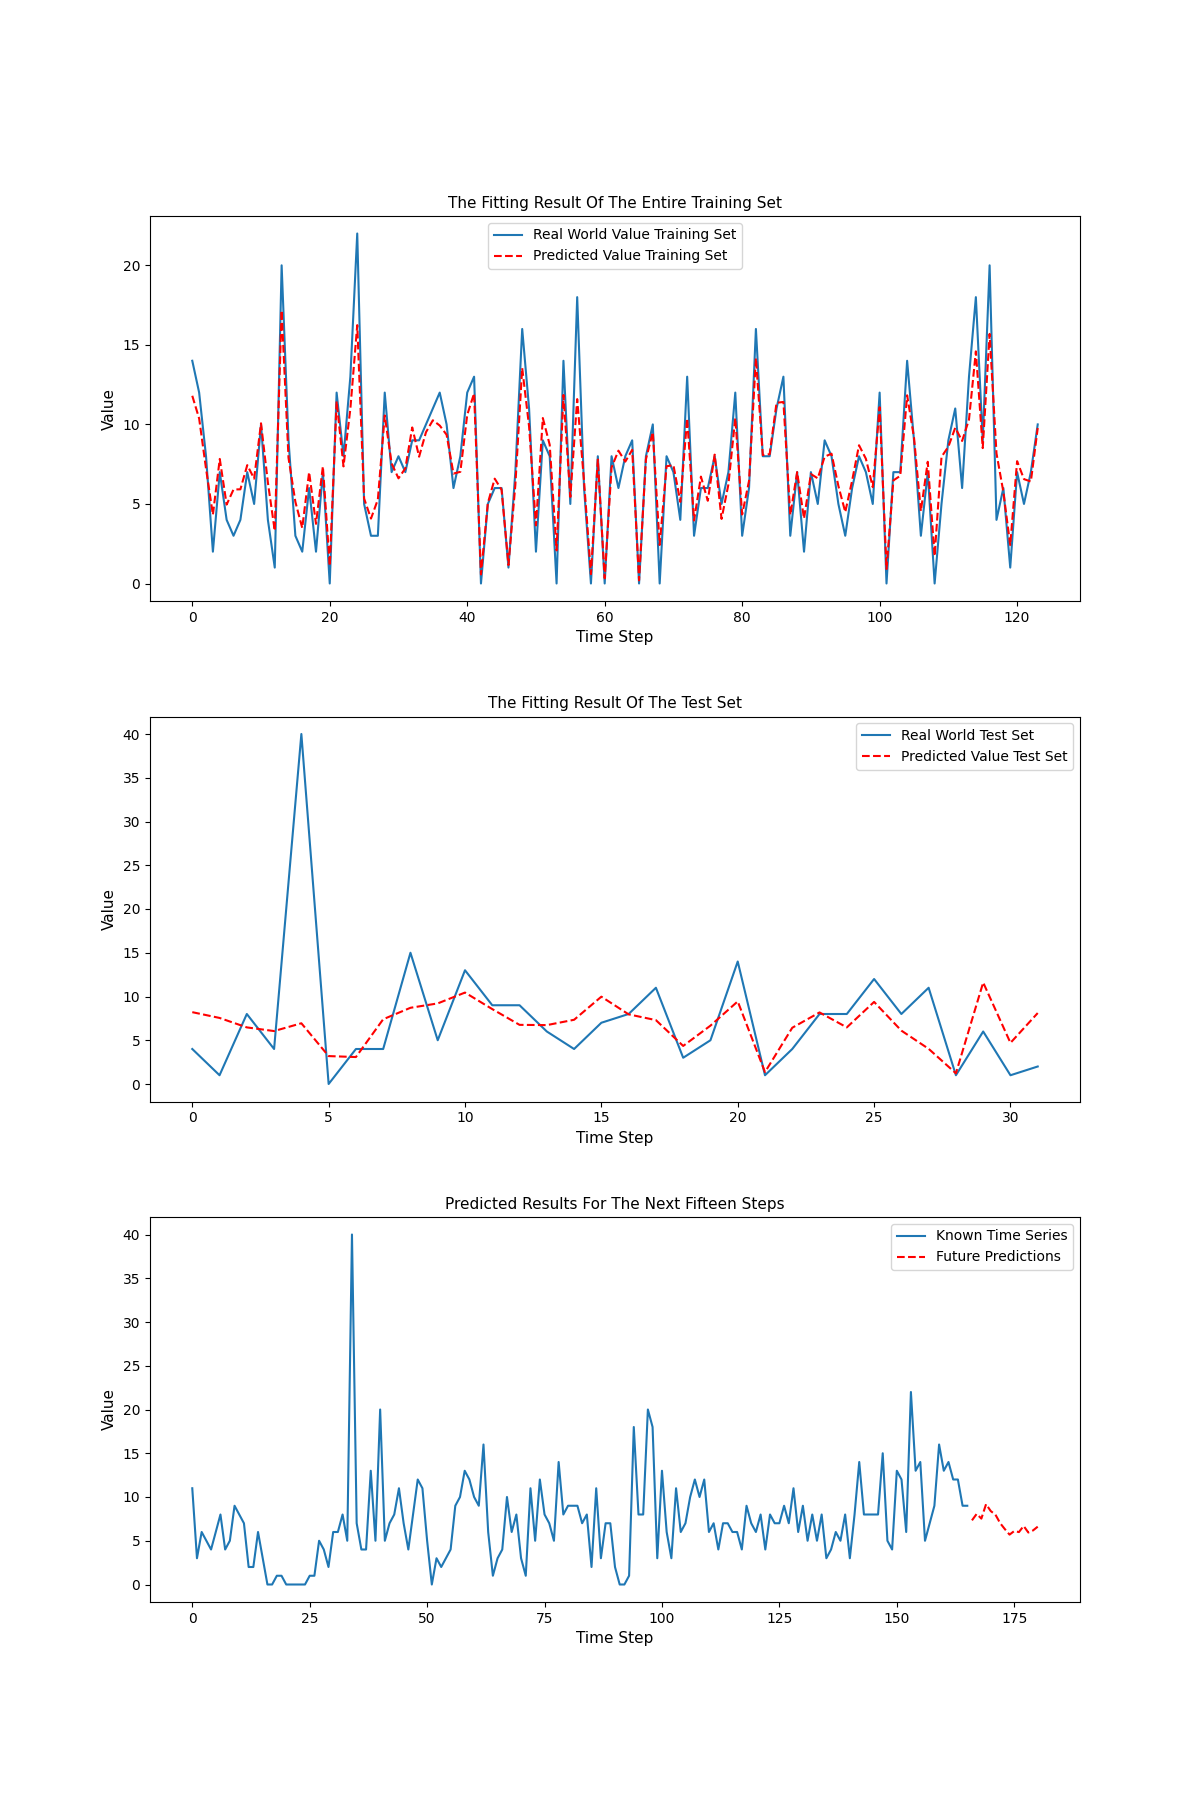 The Fitting Result Of The Entire Training Set
Real World Value Training Set
Predicted Value Training Set
Value
20
15
10
5
0
0 20 40 60 80 100 120
Time Step
The Fitting Result Of The Test Set
Real World Test Set
Predicted Value Test Set
Value
40
35
30
25
20
15
10
5
0
0 5 10 15 20 25 30
Time Step
Predicted Results For The Next Fifteen Steps
Known Time Series
Future Predictions
Value
40
35
30
25
20
15
10
5
0
0 25 50 75 100 125 150 175
Time Step